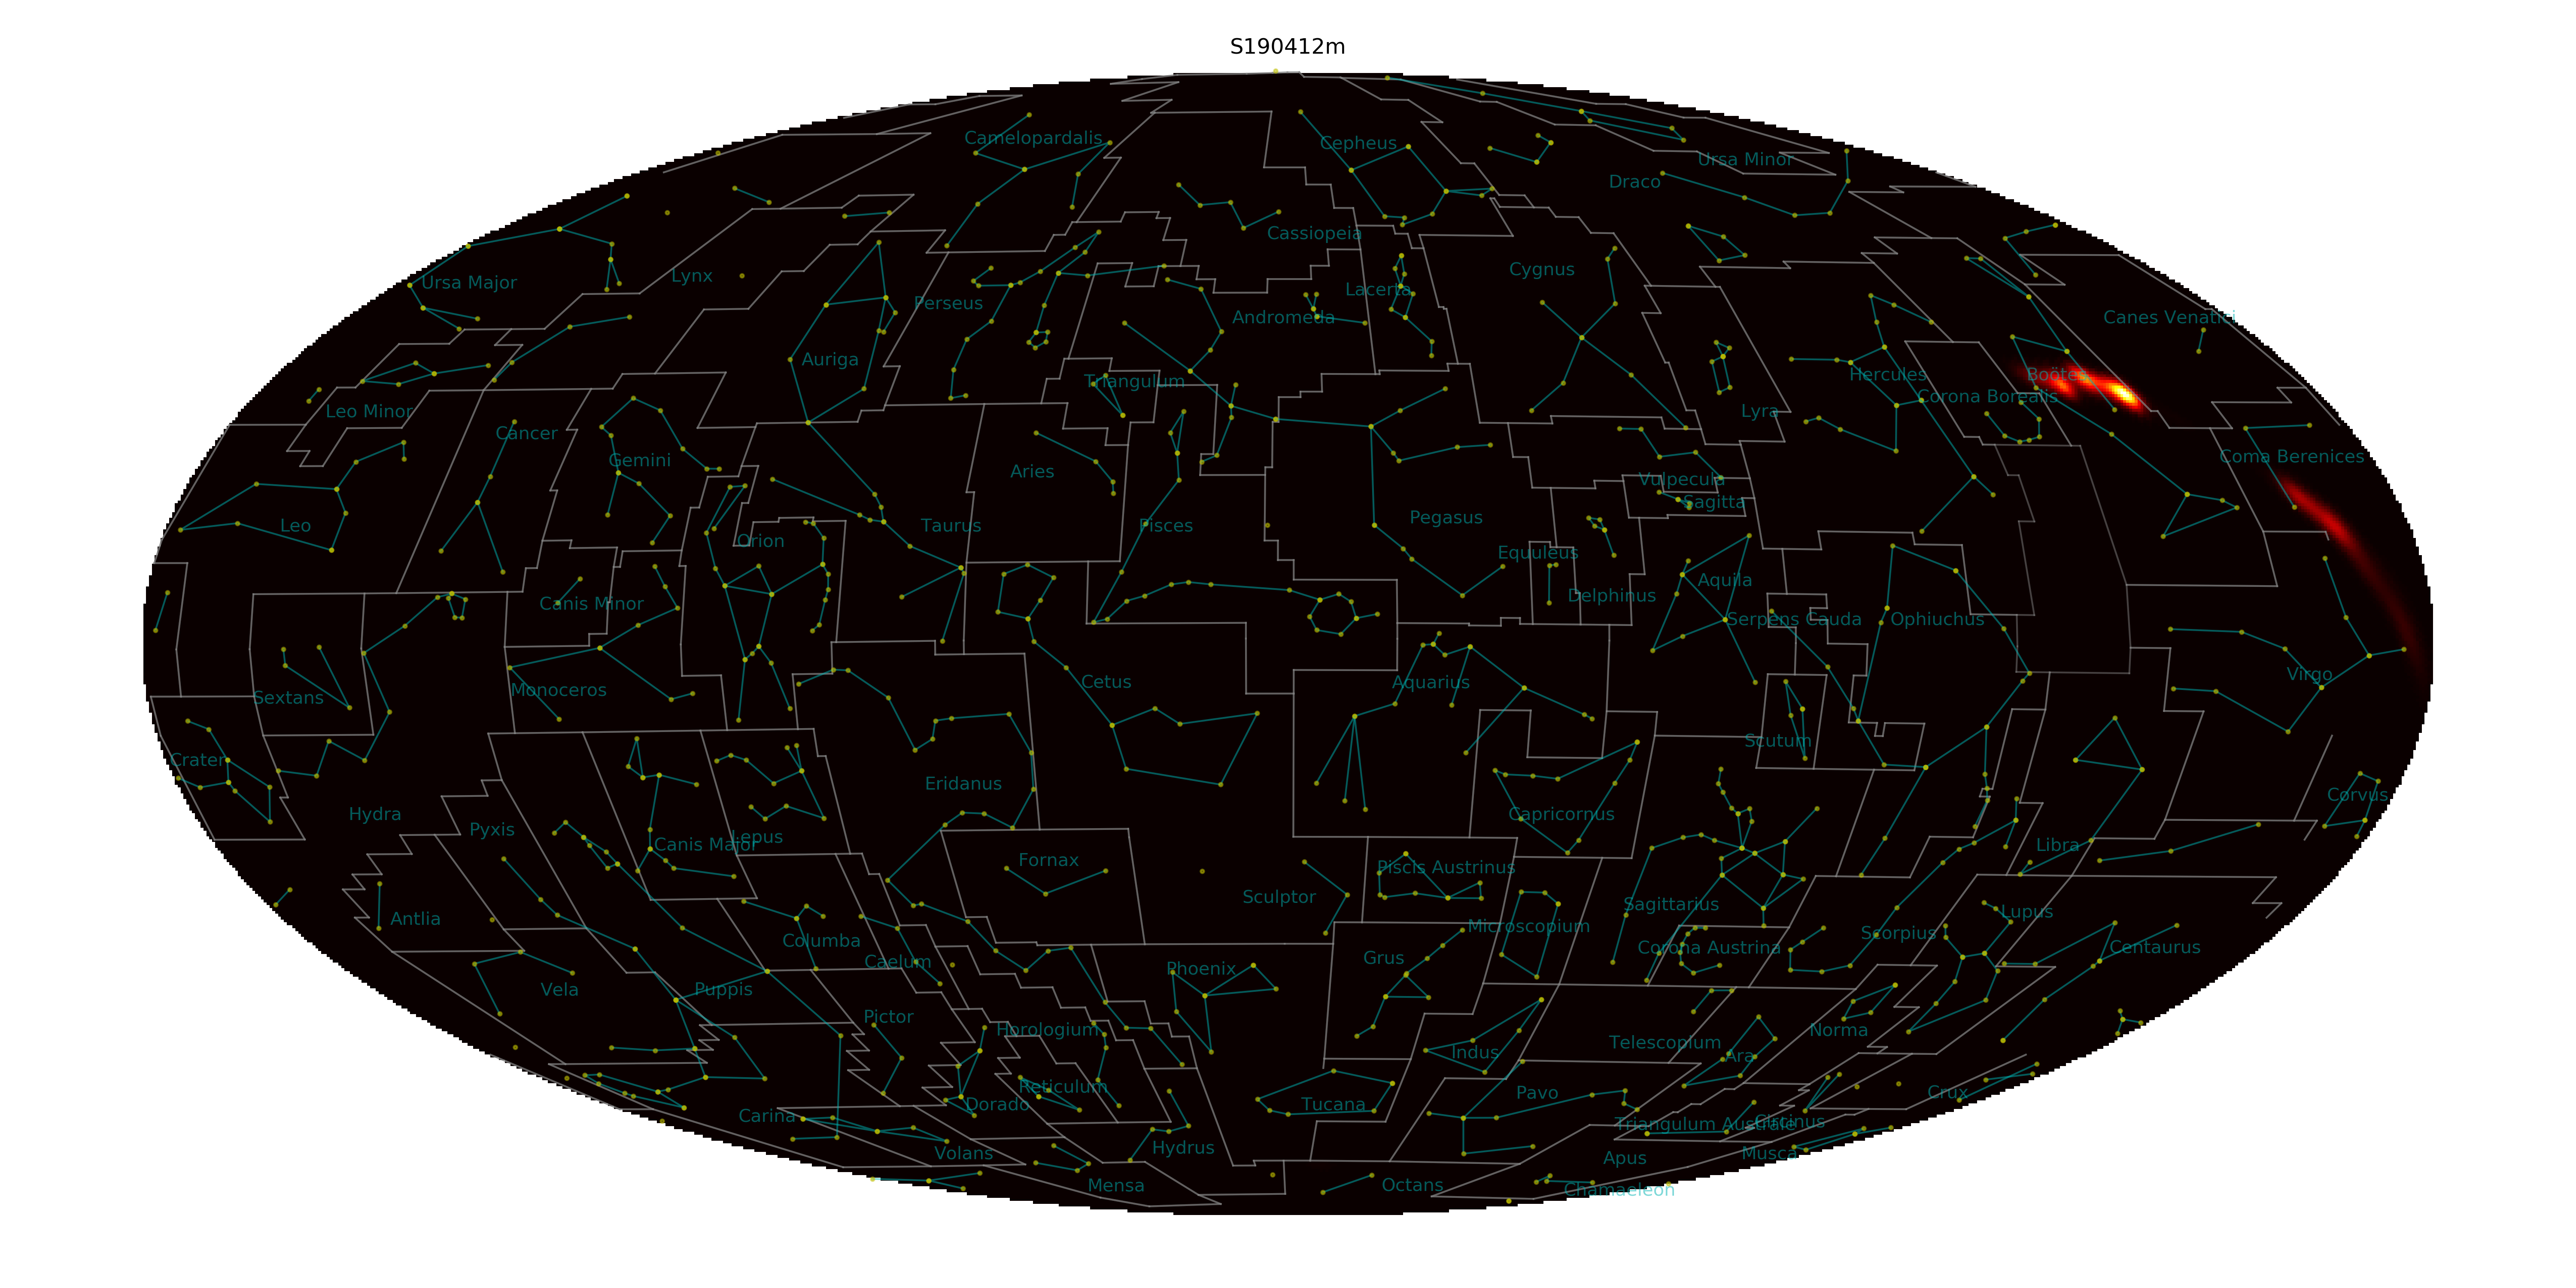 S190412m
Camelopardalis
Cepheus
Ursa Minor
Draco
Cassiopeia
Ursa Major
Lynx
Cygnus
Lacerta
Perseus
Andromeda
Canes Venatici
Auriga
Triangulum
Hercules
Boötes
Corona Borealis
Leo Minor
Lyra
Cancer
Gemini
Aries
Coma Berenices
Vulpecula
Sagitta
Leo
Orion
Taurus
Pisces
Pegasus
Equuleus
Aquila
Canis Minor
Delphinus
Serpens Cauda
Ophiuchus
Sextans
Monoceros
Cetus
Aquarius
Virgo
Crater
Scutum
Eridanus
Corvus
Hydra
Pyxis
Capricornus
Canis Major
Lepus
Libra
Fornax
Piscis Austrinus
Sculptor
Sagittarius
Antlia
Microscopium
Lupus
Columba
Corona Austrina
Scorpius
Centaurus
Caelum
Phoenix
Grus
Vela
Puppis
Pictor
Horologium
Telescopium
Norma
Indus
Ara
Reticulum
Pavo
Crux
Dorado
Tucana
Carina
Triangulum Australe
Circinus
Volans
Hydrus
Apus
Musca
Mensa
Octans
Chamaeleon